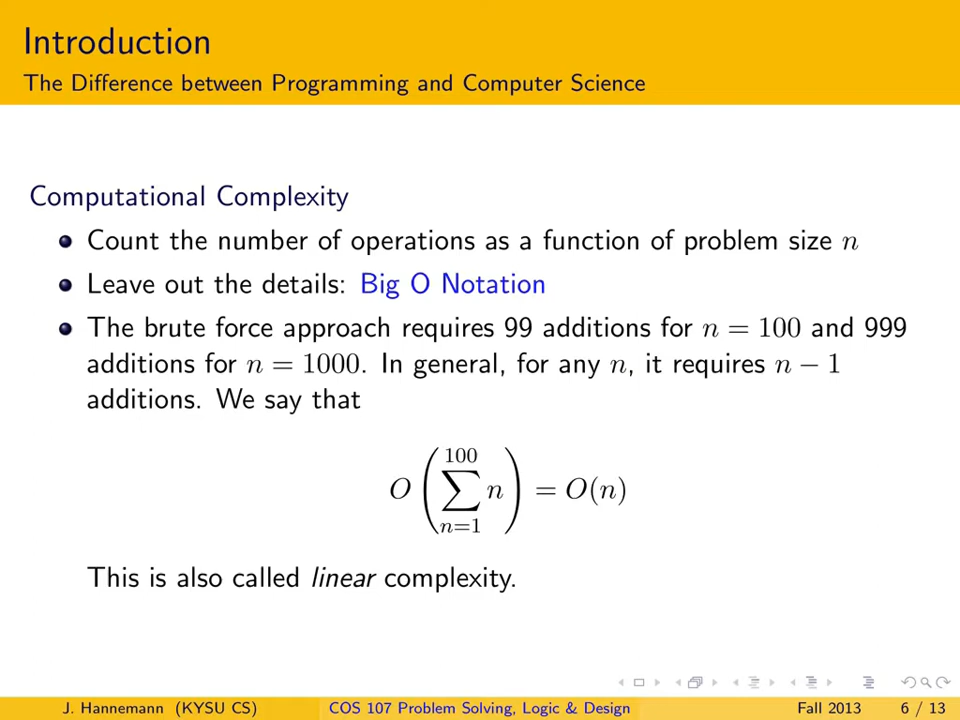 Introduction
The Difference between Programming and Computer Science
Computational Complexity
Count the number of operations as a function of problem size n
Leave out the details: Big O Notation
The brute force approach requires 99 additions for n = 100 and 999
additions for n = 1000. In general, for any n, it requires n − 1
additions. We say that
O(∑_{n=1}^{100} n) = O(n)
This is also called linear complexity.
J. Hannemann (KYSU CS) COS 107 Problem Solving, Logic & Design Fall 2013 6 / 13